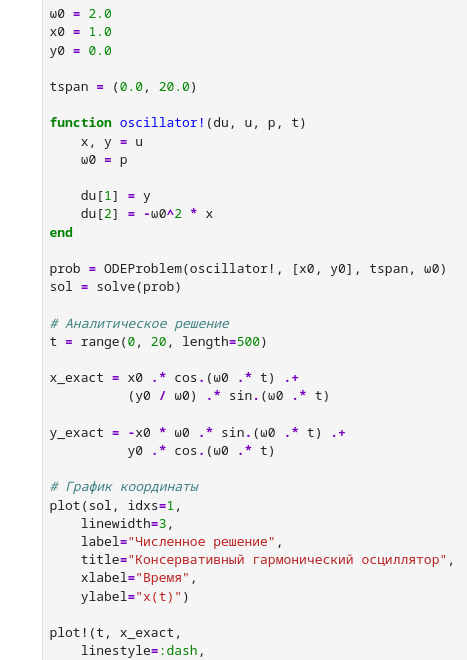 ω0 = 2.0
x0 = 1.0
y0 = 0.0
tspan = (0.0, 20.0)
function oscillator!(du, u, p, t)
x, y = u
ω0 = p
du[1] = y
du[2] = -ω0^2 * x
end
prob = ODEProblem(oscillator!, [x0, y0], tspan, ω0)
sol = solve(prob)
# Аналитическое решение
t = range(0, 20, length=500)
x_exact = x0 .* cos.(ω0 .* t) .+
(y0 / ω0) .* sin.(ω0 .* t)
y_exact = -x0 * ω0 .* sin.(ω0 .* t) .+
y0 .* cos.(ω0 .* t)
# График координаты
plot(sol, idxs=1,
linewidth=3,
label="Численное решение",
title="Консервативный гармонический осциллятор",
xlabel="Время",
ylabel="x(t)")
plot!(t, x_exact,
linestyle=:dash,